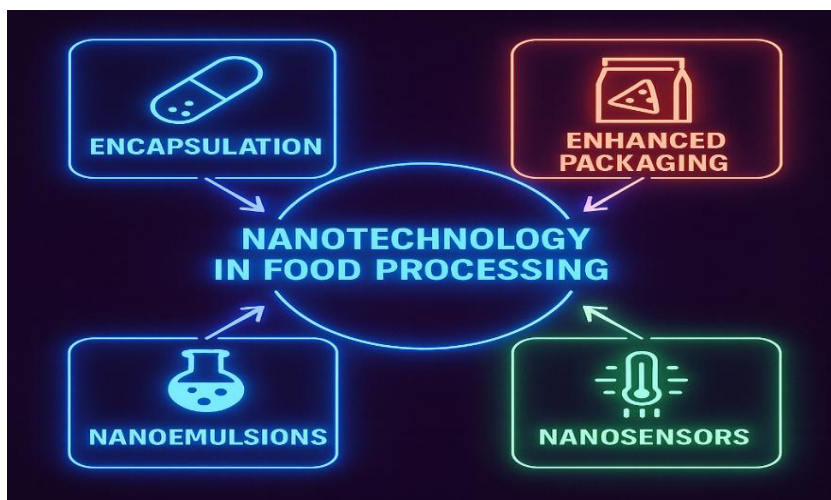 ENCAPSULATION
ENHANCED
PACKAGING
NANOTECHNOLOGY
IN FOOD PROCESSING
NANOEMULSIONS
NANOSENSORS